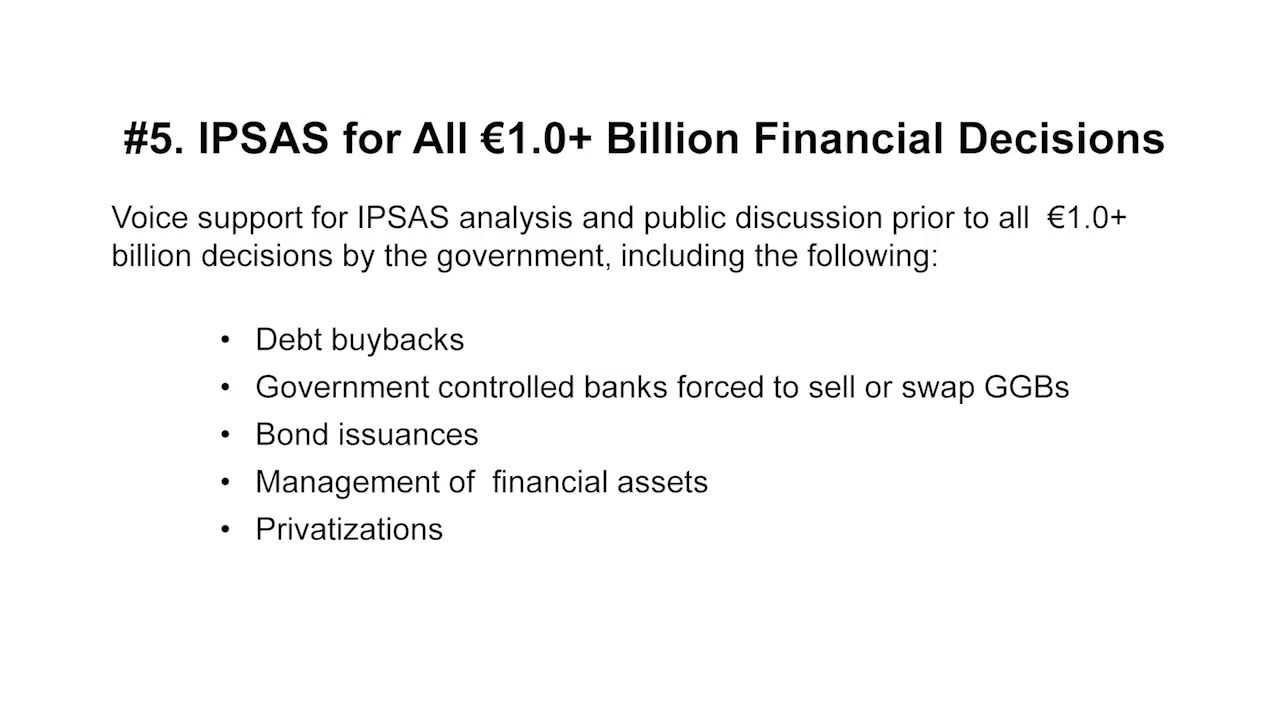 #5. IPSAS for All €1.0+ Billion Financial Decisions
Voice support for IPSAS analysis and public discussion prior to all  €1.0+
billion decisions by the government, including the following:
• Debt buybacks
• Government controlled banks forced to sell or swap GGBs
• Bond issuances
• Management of  financial assets
• Privatizations